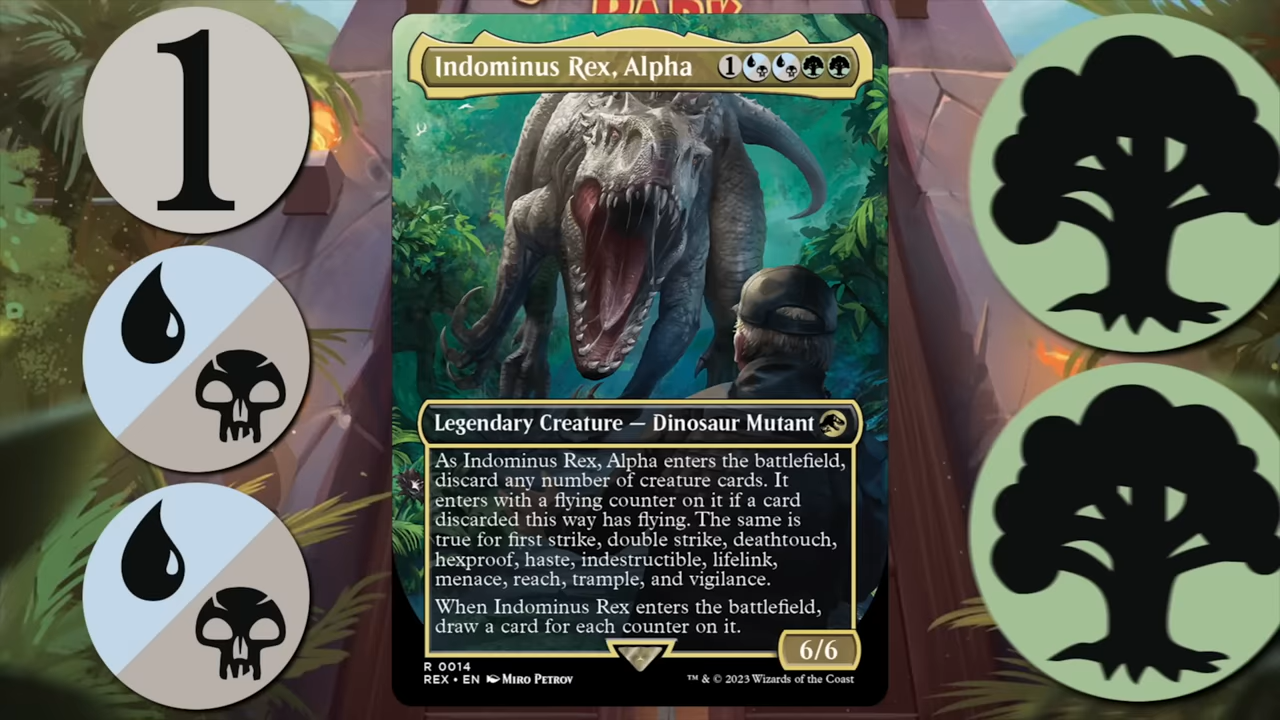 PARK
1
Indominus Rex, Alpha 1
Legendary Creature — Dinosaur Mutant
As Indominus Rex, Alpha enters the battlefield,
discard any number of creature cards. It
enters with a flying counter on it if a card
discarded this way has flying. The same is
true for first strike, double strike, deathtouch,
hexproof, haste, indestructible, lifelink,
menace, reach, trample, and vigilance.
When Indominus Rex enters the battlefield,
draw a card for each counter on it.
6/6
R 0014
REX • EN Miro Petrov
™ & © 2023 Wizards of the Coast